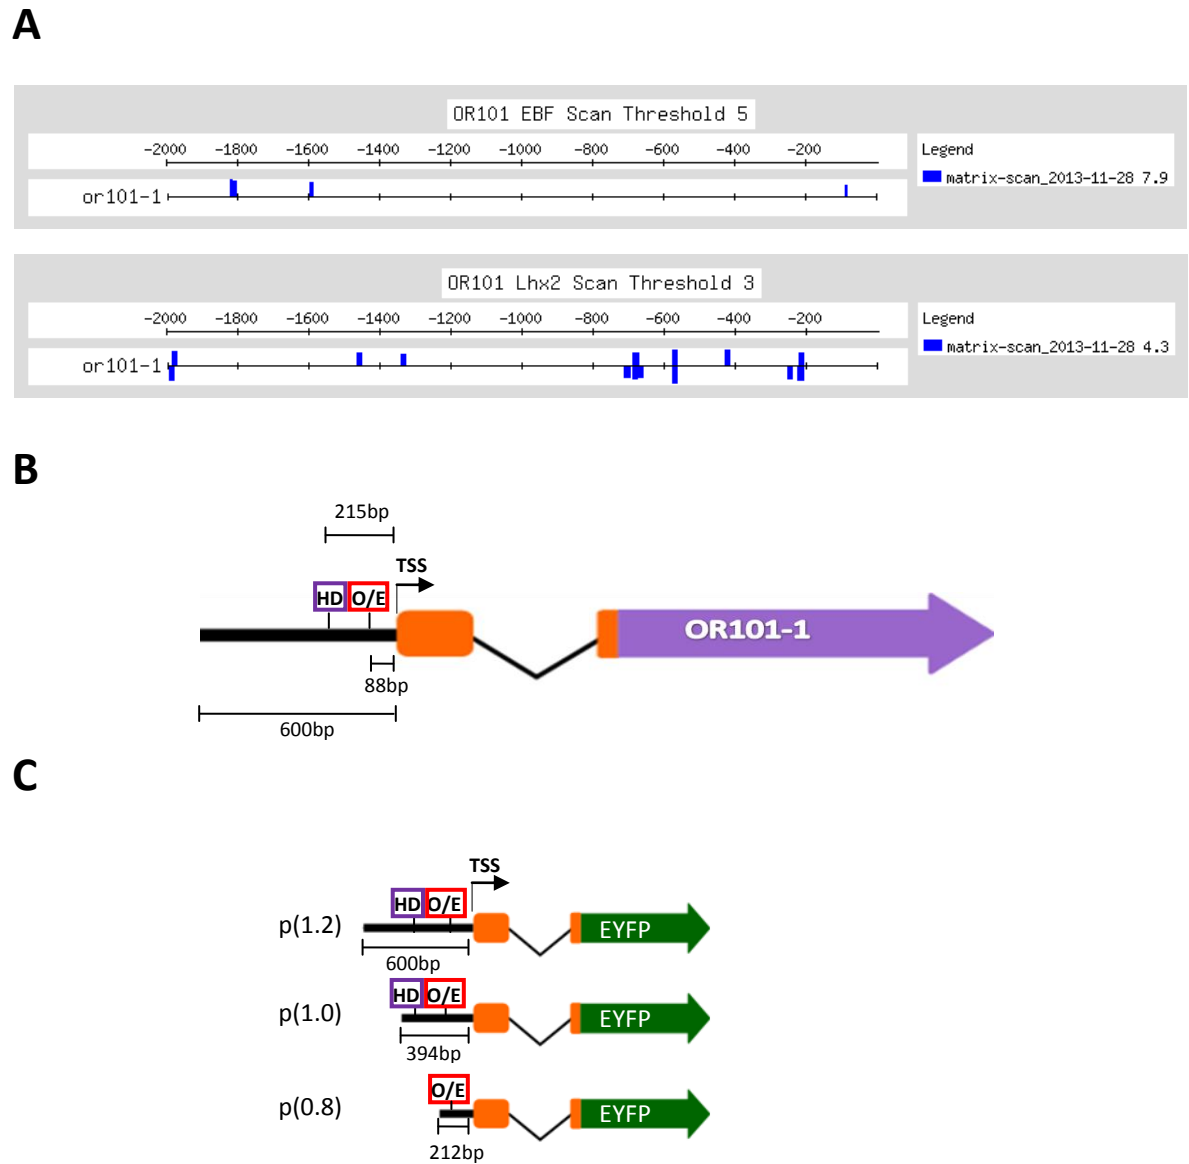 A
OR101 EBF Scan Threshold 5
-2000 -1800 -1600 -1400 -1200 -1000 -800 -600 -400 -200
or101-1
Legend
matrix-scan_2013-11-28 7.9
OR101 Lhx2 Scan Threshold 3
-2000 -1800 -1600 -1400 -1200 -1000 -800 -600 -400 -200
or101-1
Legend
matrix-scan_2013-11-28 4.3
B
215bp
TSS
HD O/E
OR101-1
88bp
600bp
C
TSS
HD O/E
p(1.2)
EYFP
600bp
HD O/E
p(1.0)
EYFP
394bp
O/E
p(0.8)
EYFP
212bp